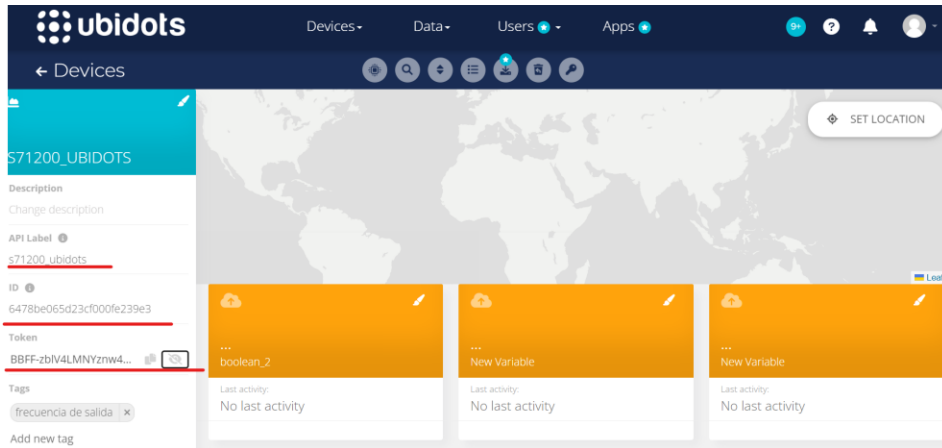 ubidots
Devices
Data
Users
Apps
9+
?
← Devices
S71200_UBIDOTS
SET LOCATION
Description
Change description
API Label
s71200_ubidots
ID
6478be065d23cf000fe239e3
Token
BBFF-zblV4LMNYznw4...
Tags
frecuencia de salida ×
Add new tag
Leaf
...
boolean_2
Last activity:
No last activity
...
New Variable
Last activity:
No last activity
...
New Variable
Last activity:
No last activity